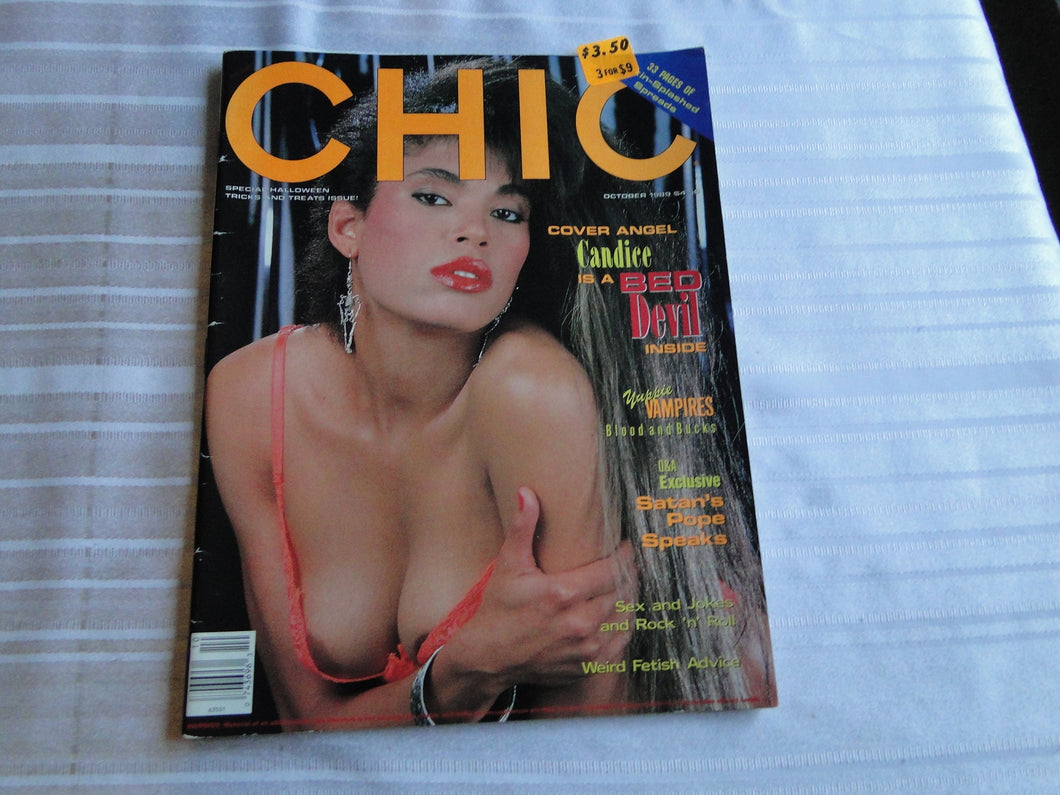 CHIC
$3.50
3 FOR $9
33 PAGES OF
Splashed
Spreads
SPECIAL HALLOWEEN
TRICKS AND TREATS ISSUE!
OCTOBER 1989
COVER ANGEL
Candice
IS A BED
Devil
INSIDE
Yuppie
VAMPIRES
Blood and Bucks
Q&A
Exclusive
Satan's
Pope
Speaks
Sex and Jokes
and Rock 'n' Roll
Weird Fetish Advice
10